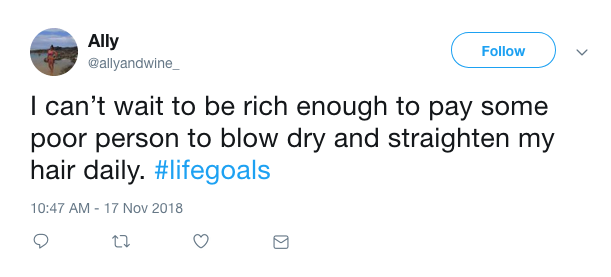 Ally
@allyandwine_
Follow
I can’t wait to be rich enough to pay some
poor person to blow dry and straighten my
hair daily. #lifegoals
10:47 AM - 17 Nov 2018